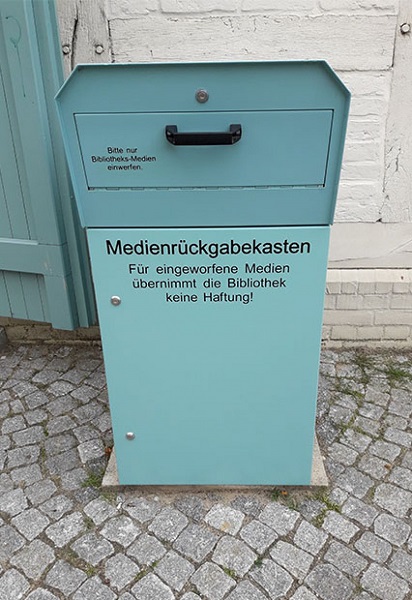 Bitte nur
Bibliotheks-Medien
einwerfen.
Medienrückgabekasten
Für eingeworfene Medien
übernimmt die Bibliothek
keine Haftung!